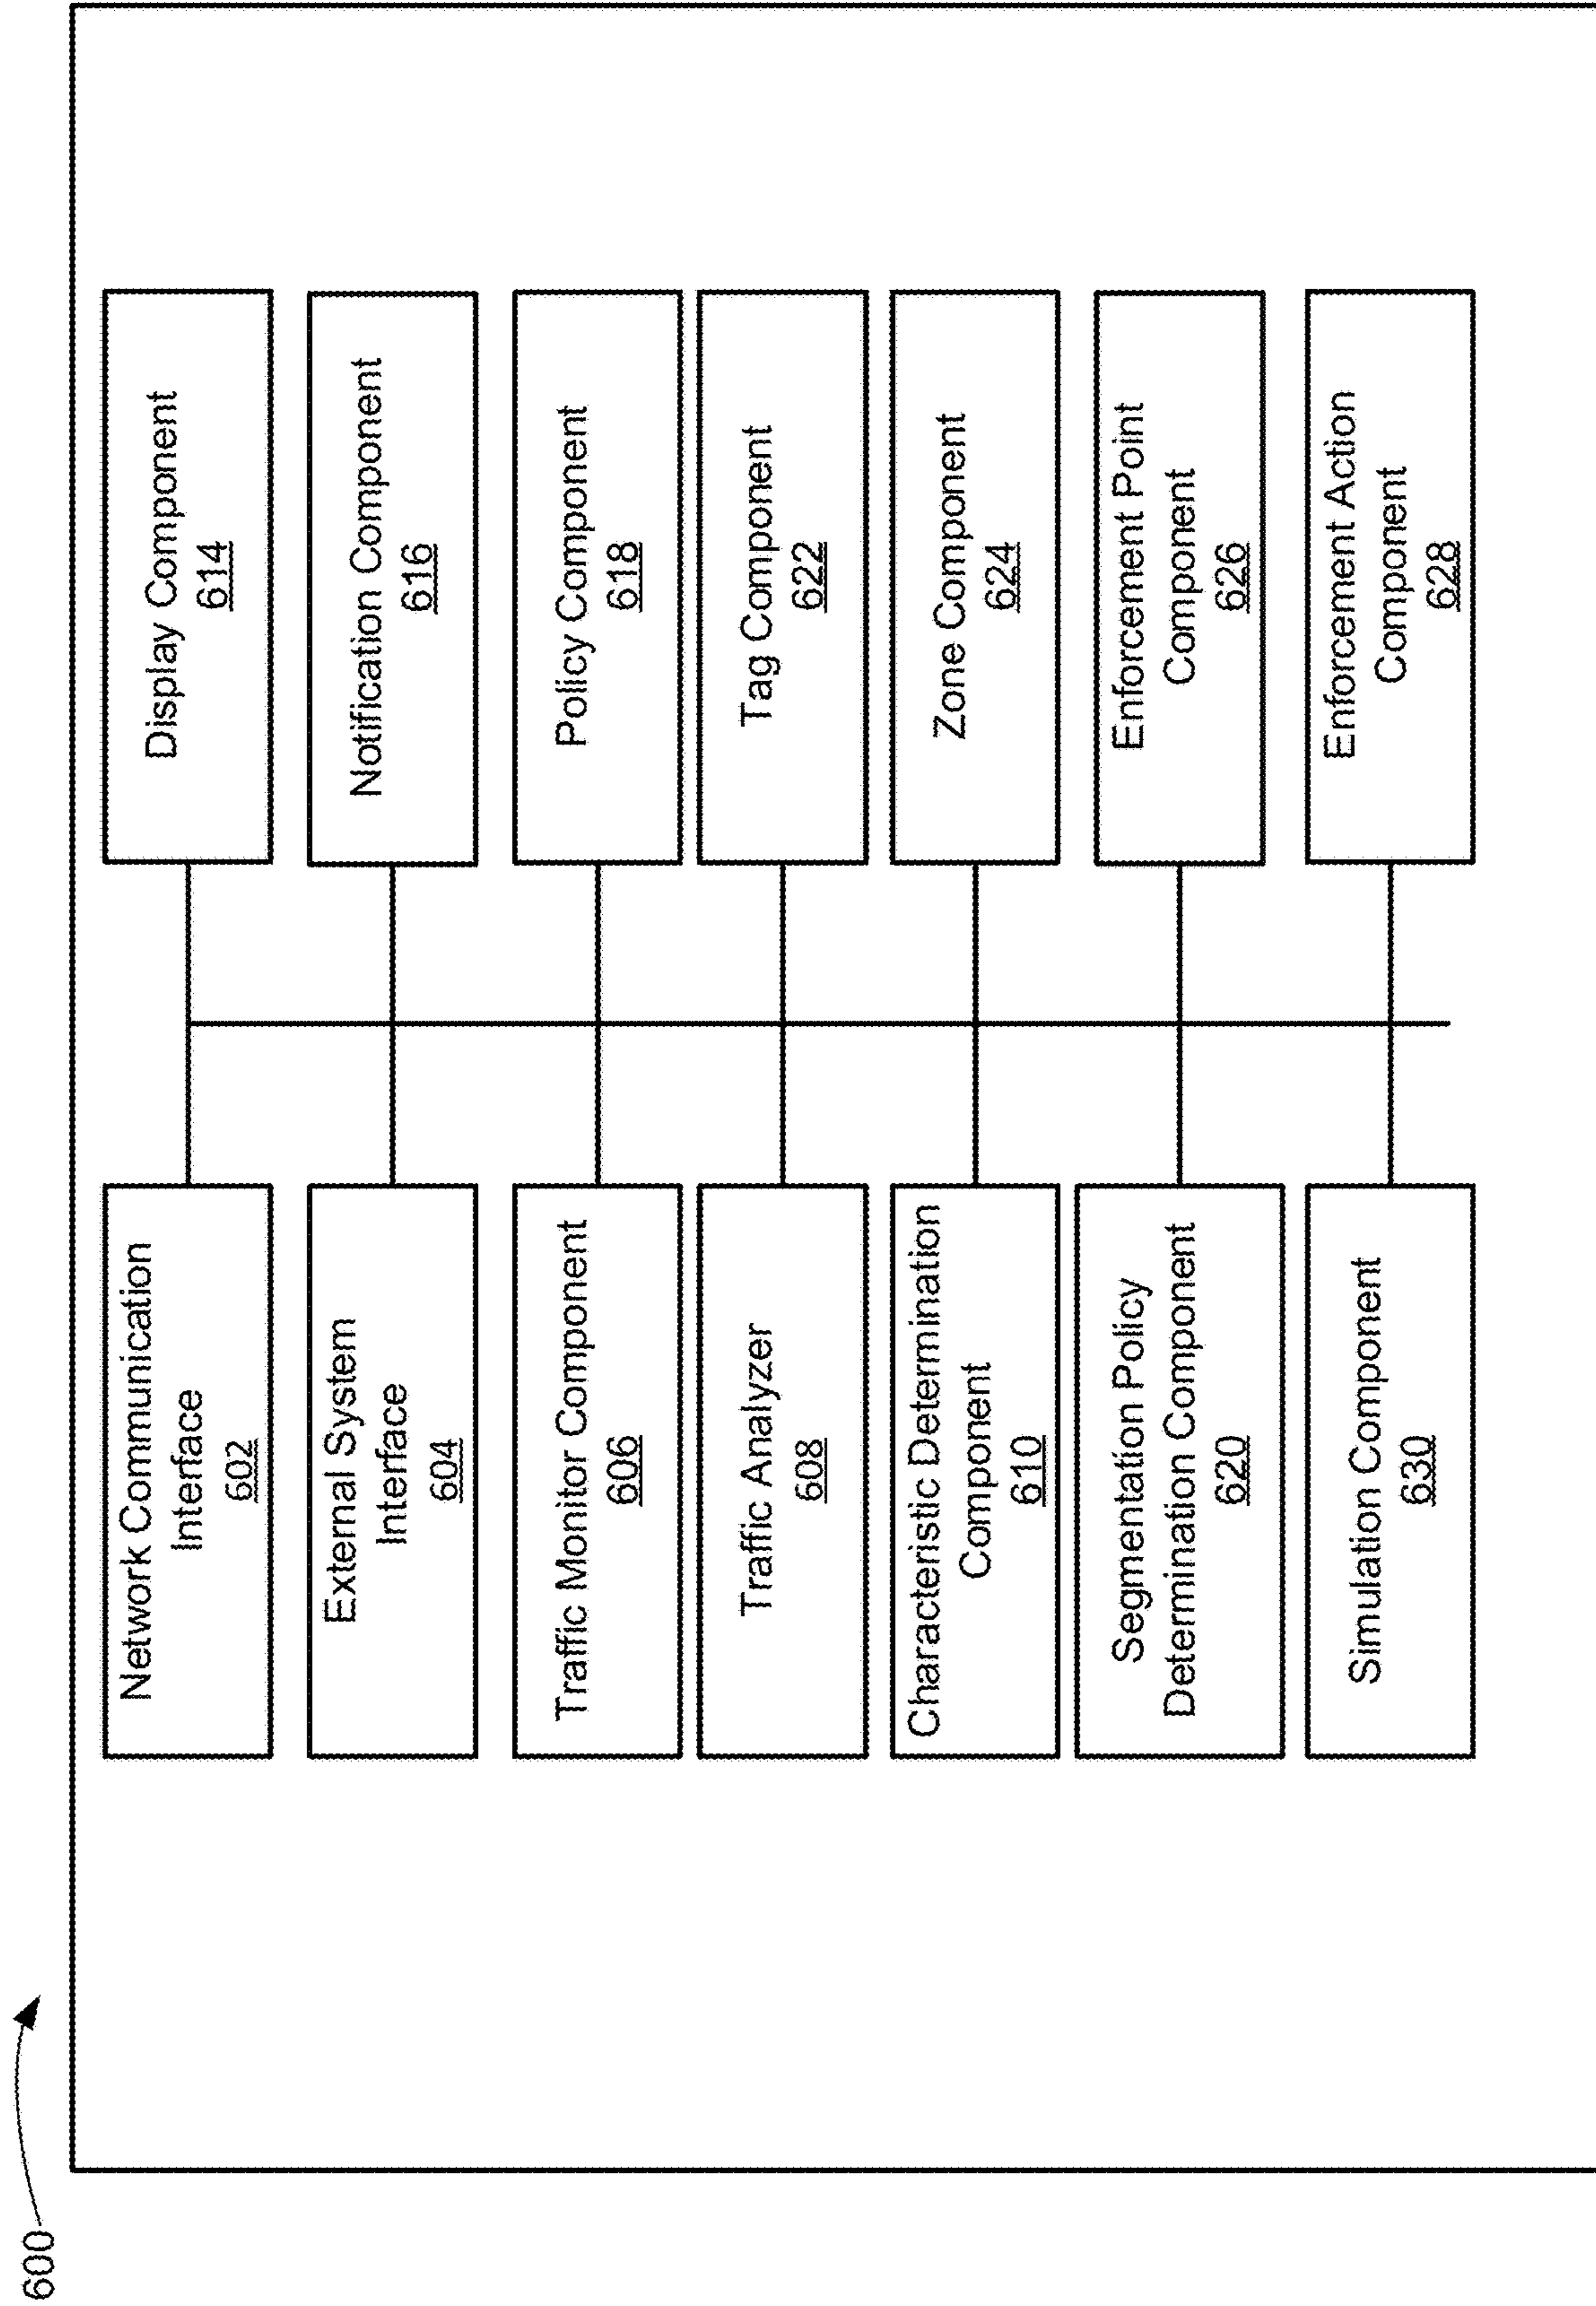 600
Network Communication
Interface
602
Display Component
614
External System
Interface
604
Notification Component
616
Traffic Monitor Component
606
Policy Component
618
Traffic Analyzer
608
Tag Component
622
Characteristic Determination
Component
610
Zone Component
624
Segmentation Policy
Determination Component
620
Enforcement Point
Component
626
Simulation Component
630
Enforcement Action
Component
628